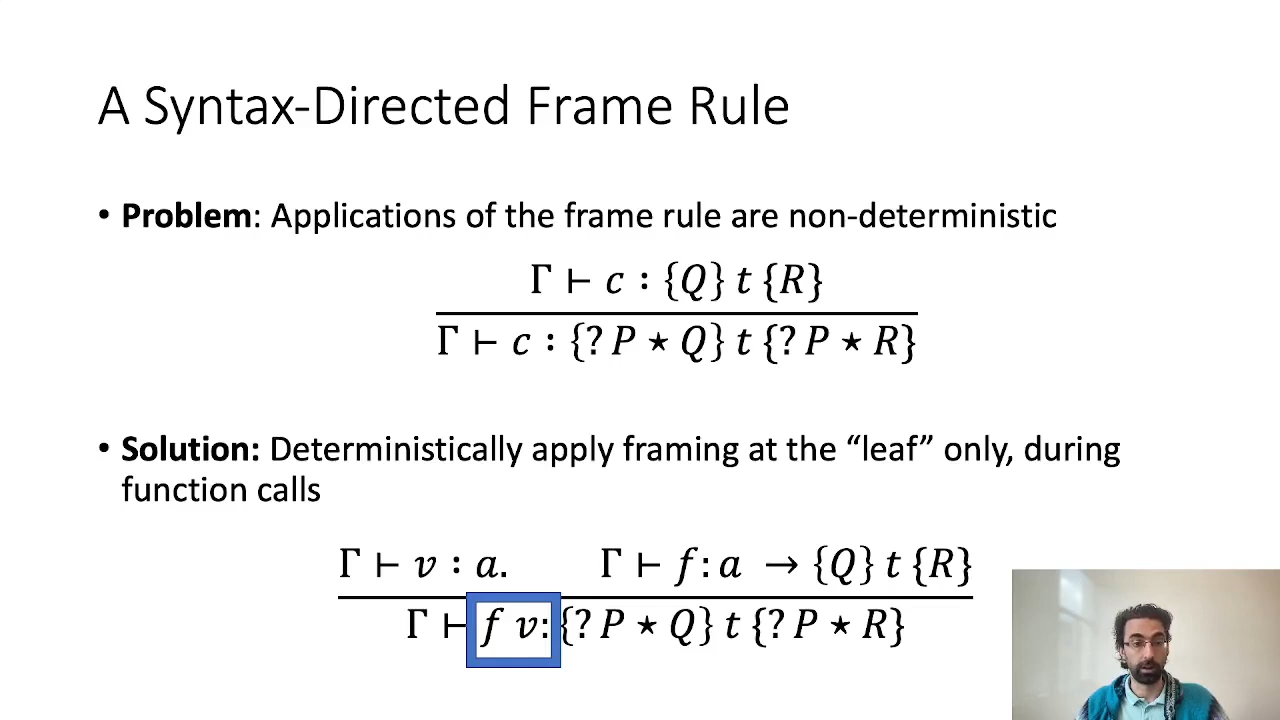 A Syntax-Directed Frame Rule
• Problem: Applications of the frame rule are non-deterministic
Γ ⊢ c : {Q} t {R}
Γ ⊢ c : {? P ⋆ Q} t {? P ⋆ R}
• Solution: Deterministically apply framing at the “leaf” only, during
function calls
Γ ⊢ v : a. Γ ⊢ f: a → {Q} t {R}
Γ ⊢ f v: {? P ⋆ Q} t {? P ⋆ R}